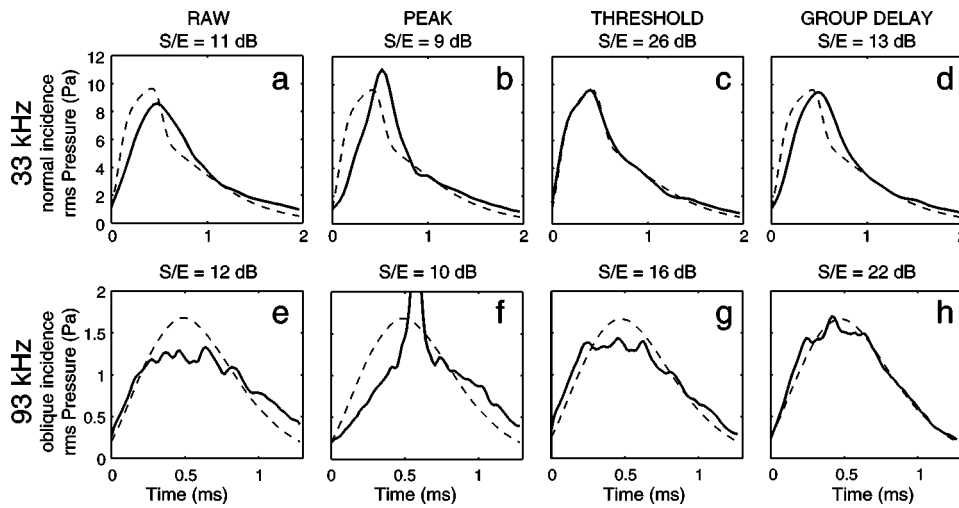 RAW PEAK THRESHOLD GROUP DELAY
S/E = 11 dB S/E = 9 dB S/E = 26 dB S/E = 13 dB
33 kHz
normal incidence
rms Pressure (Pa)
12
10
8
6
4
2
0
a b c d
0 1 2 0 1 2 0 1 2 0 1 2
S/E = 12 dB S/E = 10 dB S/E = 16 dB S/E = 22 dB
93 kHz
oblique incidence
rms Pressure (Pa)
2
1.5
1
0.5
0
e f g h
0 0.5 1 0 0.5 1 0 0.5 1 0 0.5 1
Time (ms) Time (ms) Time (ms) Time (ms)